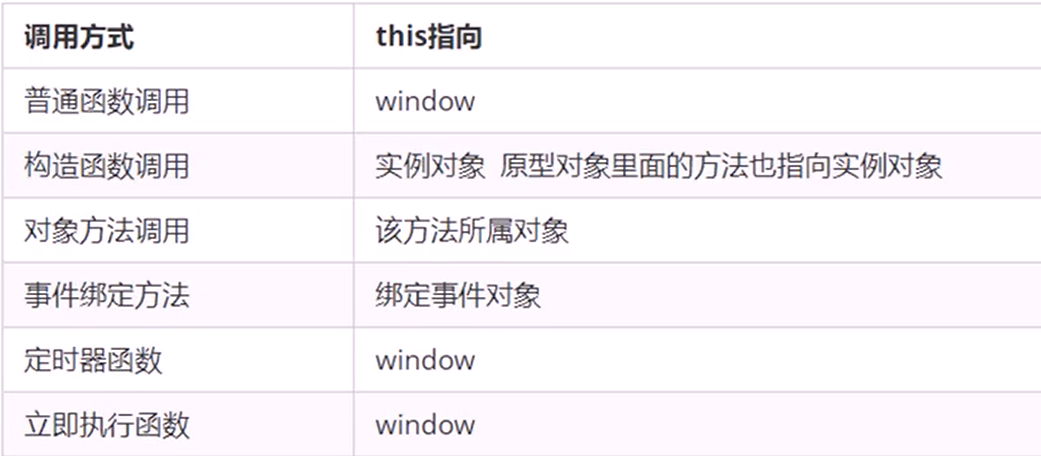 调用方式 this指向
普通函数调用 window
构造函数调用 实例对象 原型对象里面的方法也指向实例对象
对象方法调用 该方法所属对象
事件绑定方法 绑定事件对象
定时器函数 window
立即执行函数 window